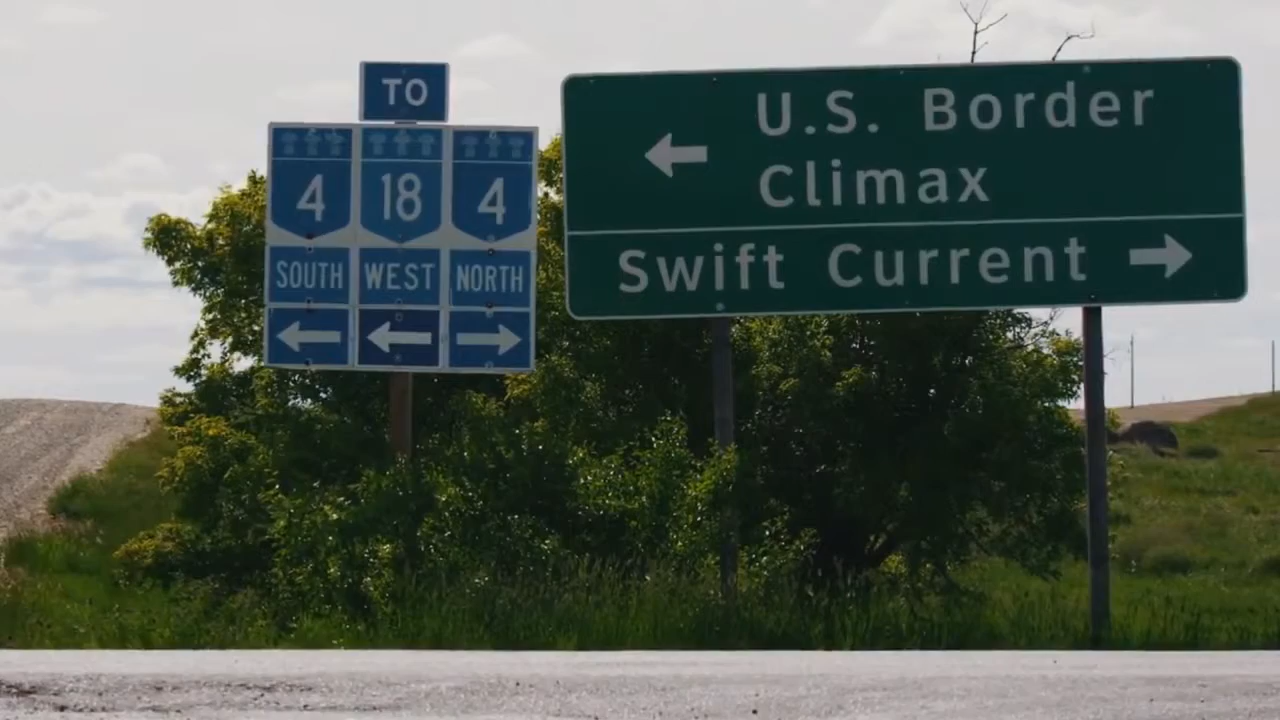 TO
4 18 4
SOUTH WEST NORTH
U.S. Border
Climax
Swift Current